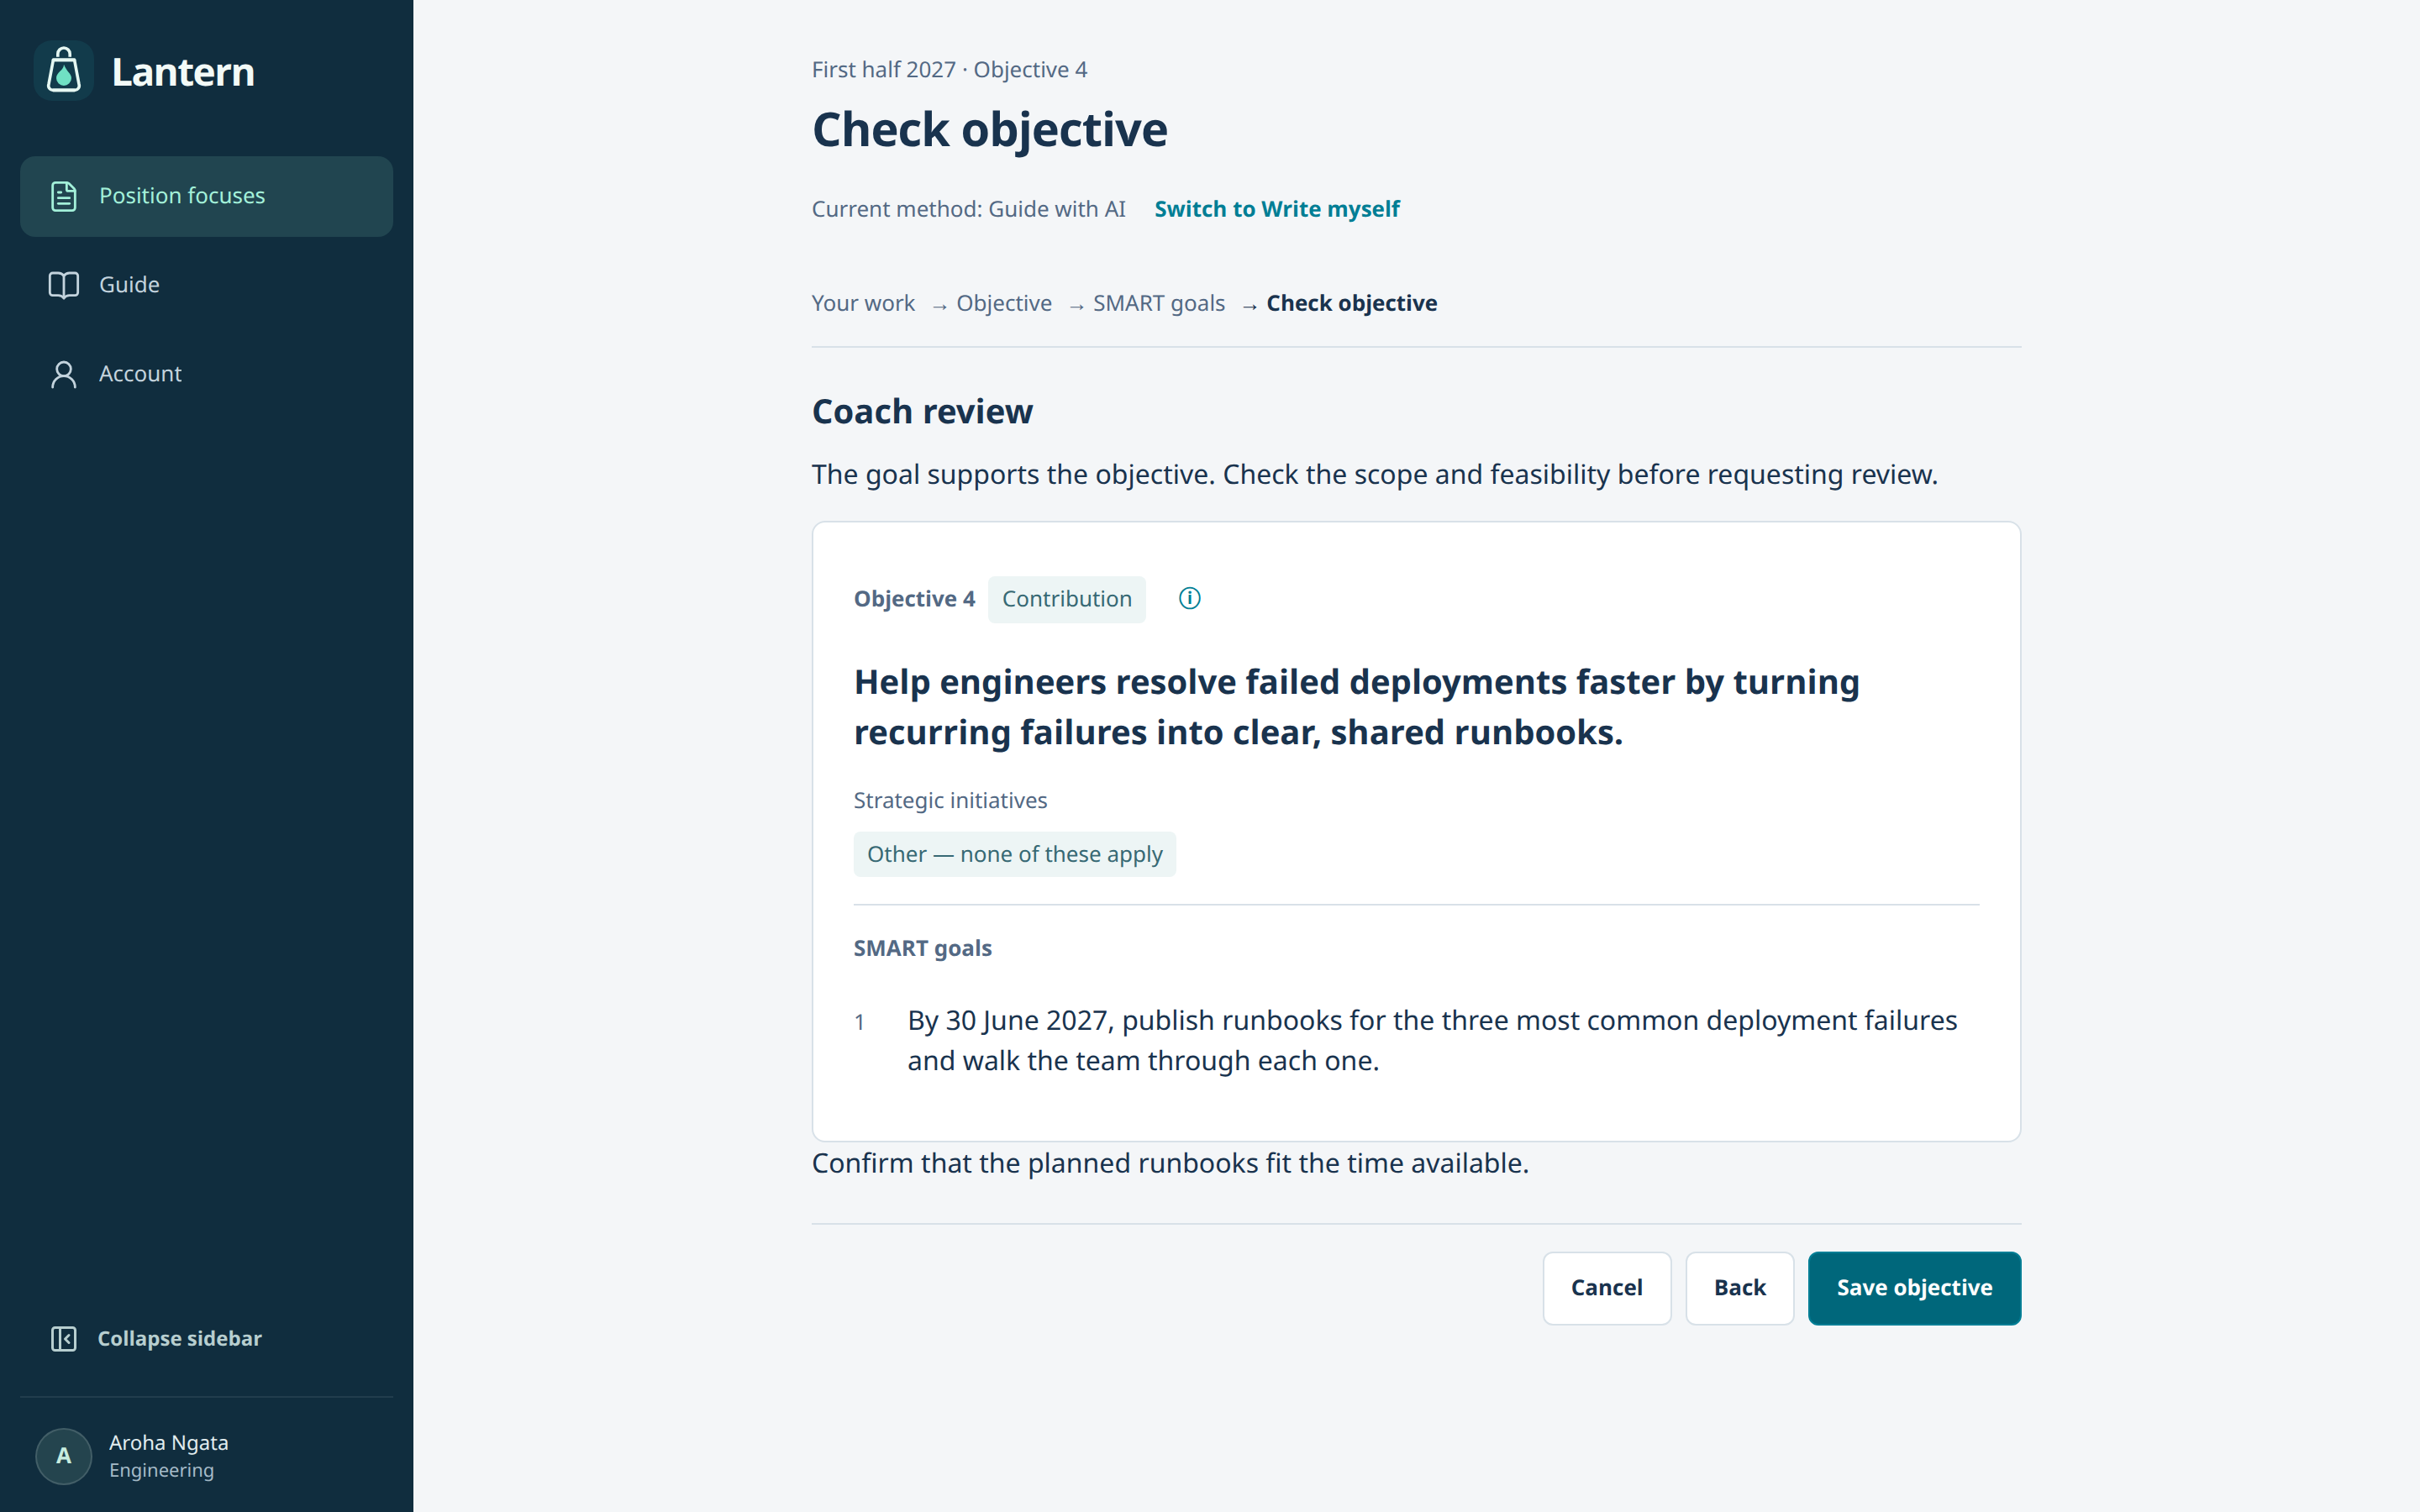 Lantern
Position focuses
Guide
Account
Collapse sidebar
A
Aroha Ngata
Engineering
First half 2027 · Objective 4
Check objective
Current method: Guide with AI Switch to Write myself
Your work → Objective → SMART goals → Check objective
Coach review
The goal supports the objective. Check the scope and feasibility before requesting review.
Objective 4 Contribution
Help engineers resolve failed deployments faster by turning
recurring failures into clear, shared runbooks.
Strategic initiatives
Other — none of these apply
SMART goals
1 By 30 June 2027, publish runbooks for the three most common deployment failures
and walk the team through each one.
Confirm that the planned runbooks fit the time available.
Cancel Back Save objective